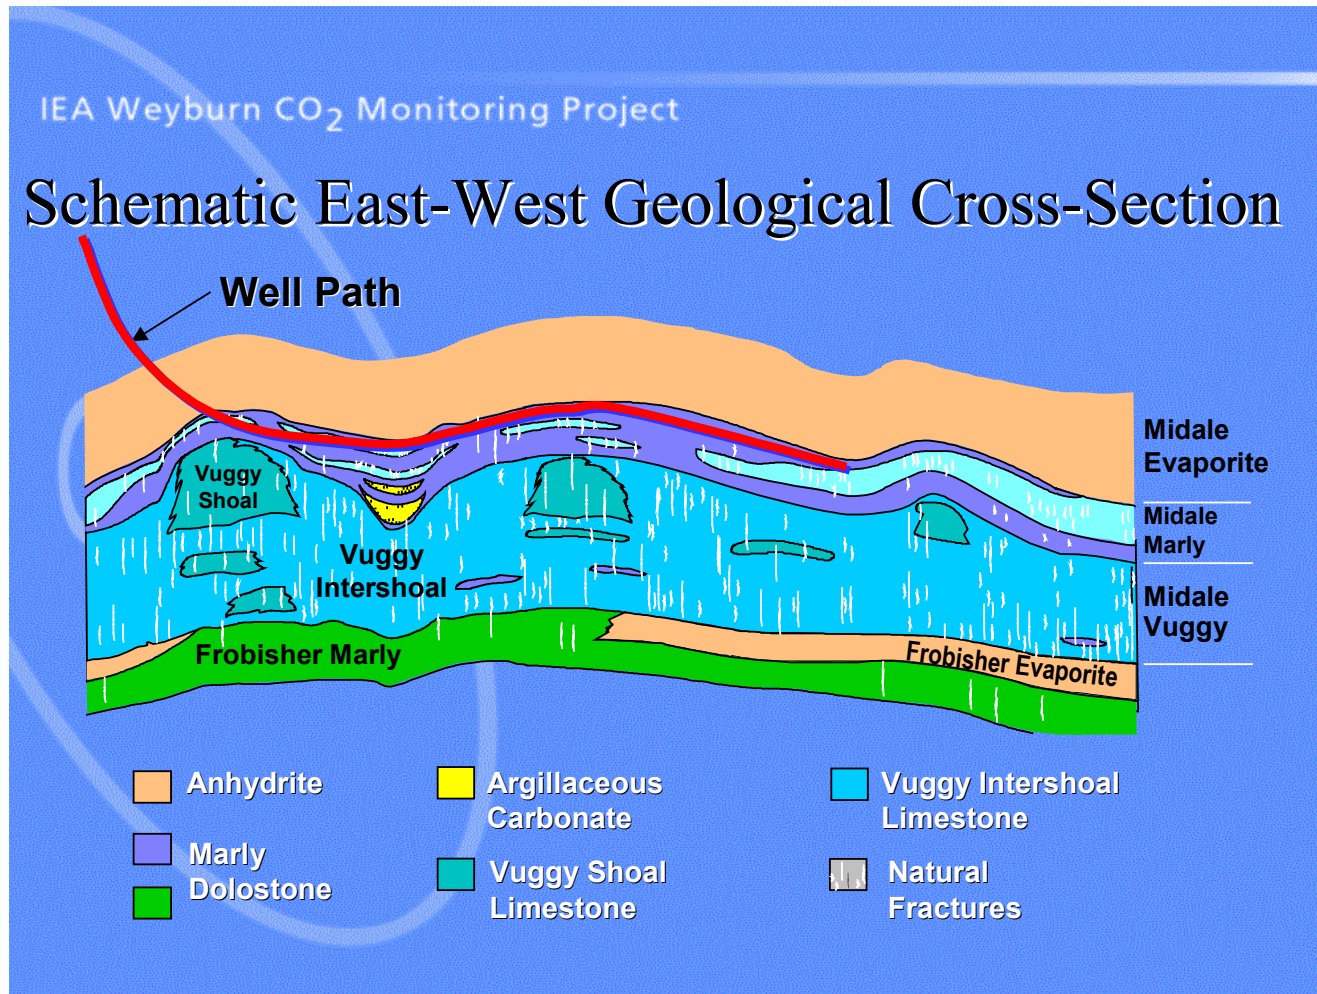 IEA Weyburn CO2 Monitoring Project
Schematic East-West Geological Cross-Section
Well Path
Midale
Evaporite
Vuggy
Shoal
Midale
Marly
Vuggy
Intershoal
Midale
Vuggy
Frobisher Marly
Frobisher Evaporite
Anhydrite
Marly
Dolostone
Argillaceous
Carbonate
Vuggy Shoal
Limestone
Vuggy Intershoal
Limestone
Natural
Fractures